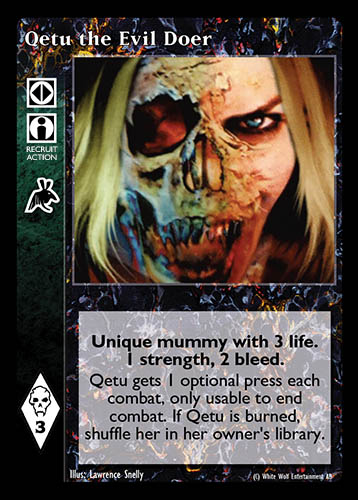 Qetu the Evil Doer
RECRUIT
ACTION
Unique mummy with 3 life.
1 strength, 2 bleed.
Qetu gets 1 optional press each
combat, only usable to end
combat. If Qetu is burned,
shuffle her in her owner's library.
3
Illus: Lawrence Snelly
(C) White Wolf Entertainment AB